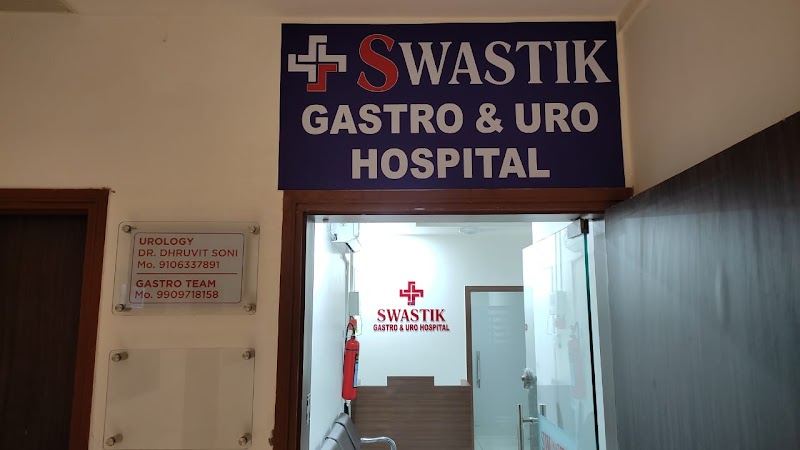 SWASTIK
GASTRO & URO
HOSPITAL
UROLOGY
DR. DHRUVIT SONI
Mo. 9106337891
GASTRO TEAM
Mo. 9909718158
SWASTIK
GASTRO & URO HOSPITAL